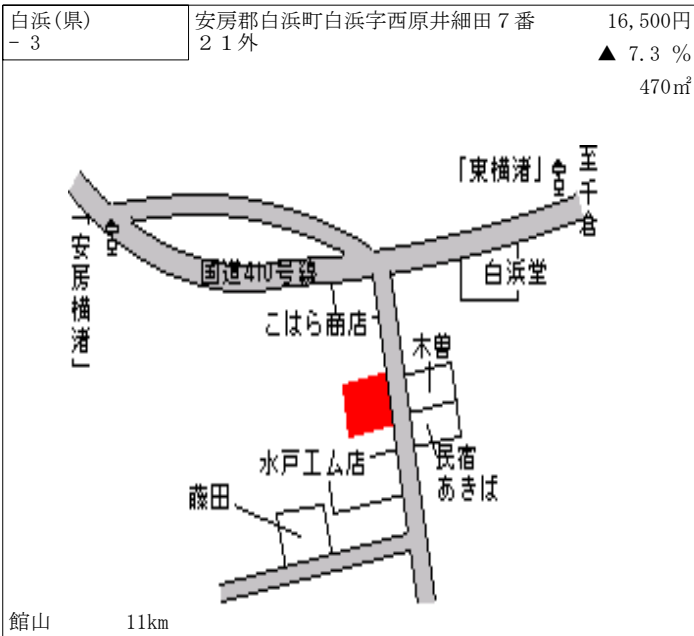 白浜(県)
－3
安房郡白浜町白浜字西原井細田７番
２１外
16,500円
▲ 7.3 %
470㎡
「東横渚」
至千倉
「安房横渚」
国道410号線
白浜堂
こはら商店
木曽
水戸工ム店
民宿
あきば
藤田
館山 11km